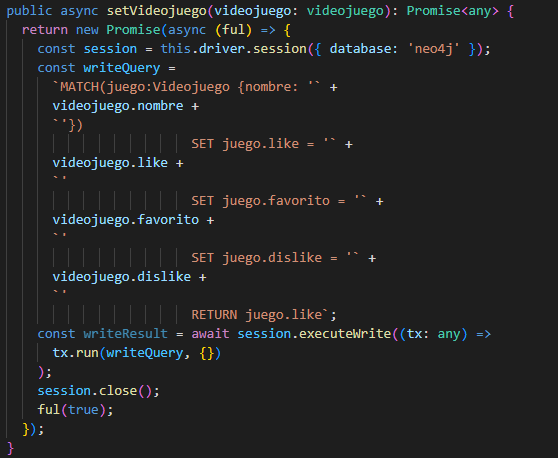 public async setVideojuego(videojuego: videojuego): Promise<any> {
  return new Promise(async (ful) => {
    const session = this.driver.session({ database: 'neo4j' });
    const writeQuery =
      `MATCH(juego:Videojuego {nombre: '` +
      videojuego.nombre +
      `'})
                        SET juego.like = '` +
      videojuego.like +
      `'
                        SET juego.favorito = '` +
      videojuego.favorito +
      `'
                        SET juego.dislike = '` +
      videojuego.dislike +
      `'
                        RETURN juego.like`;
    const writeResult = await session.executeWrite((tx: any) =>
      tx.run(writeQuery, {})
    );
    session.close();
    ful(true);
  });
}